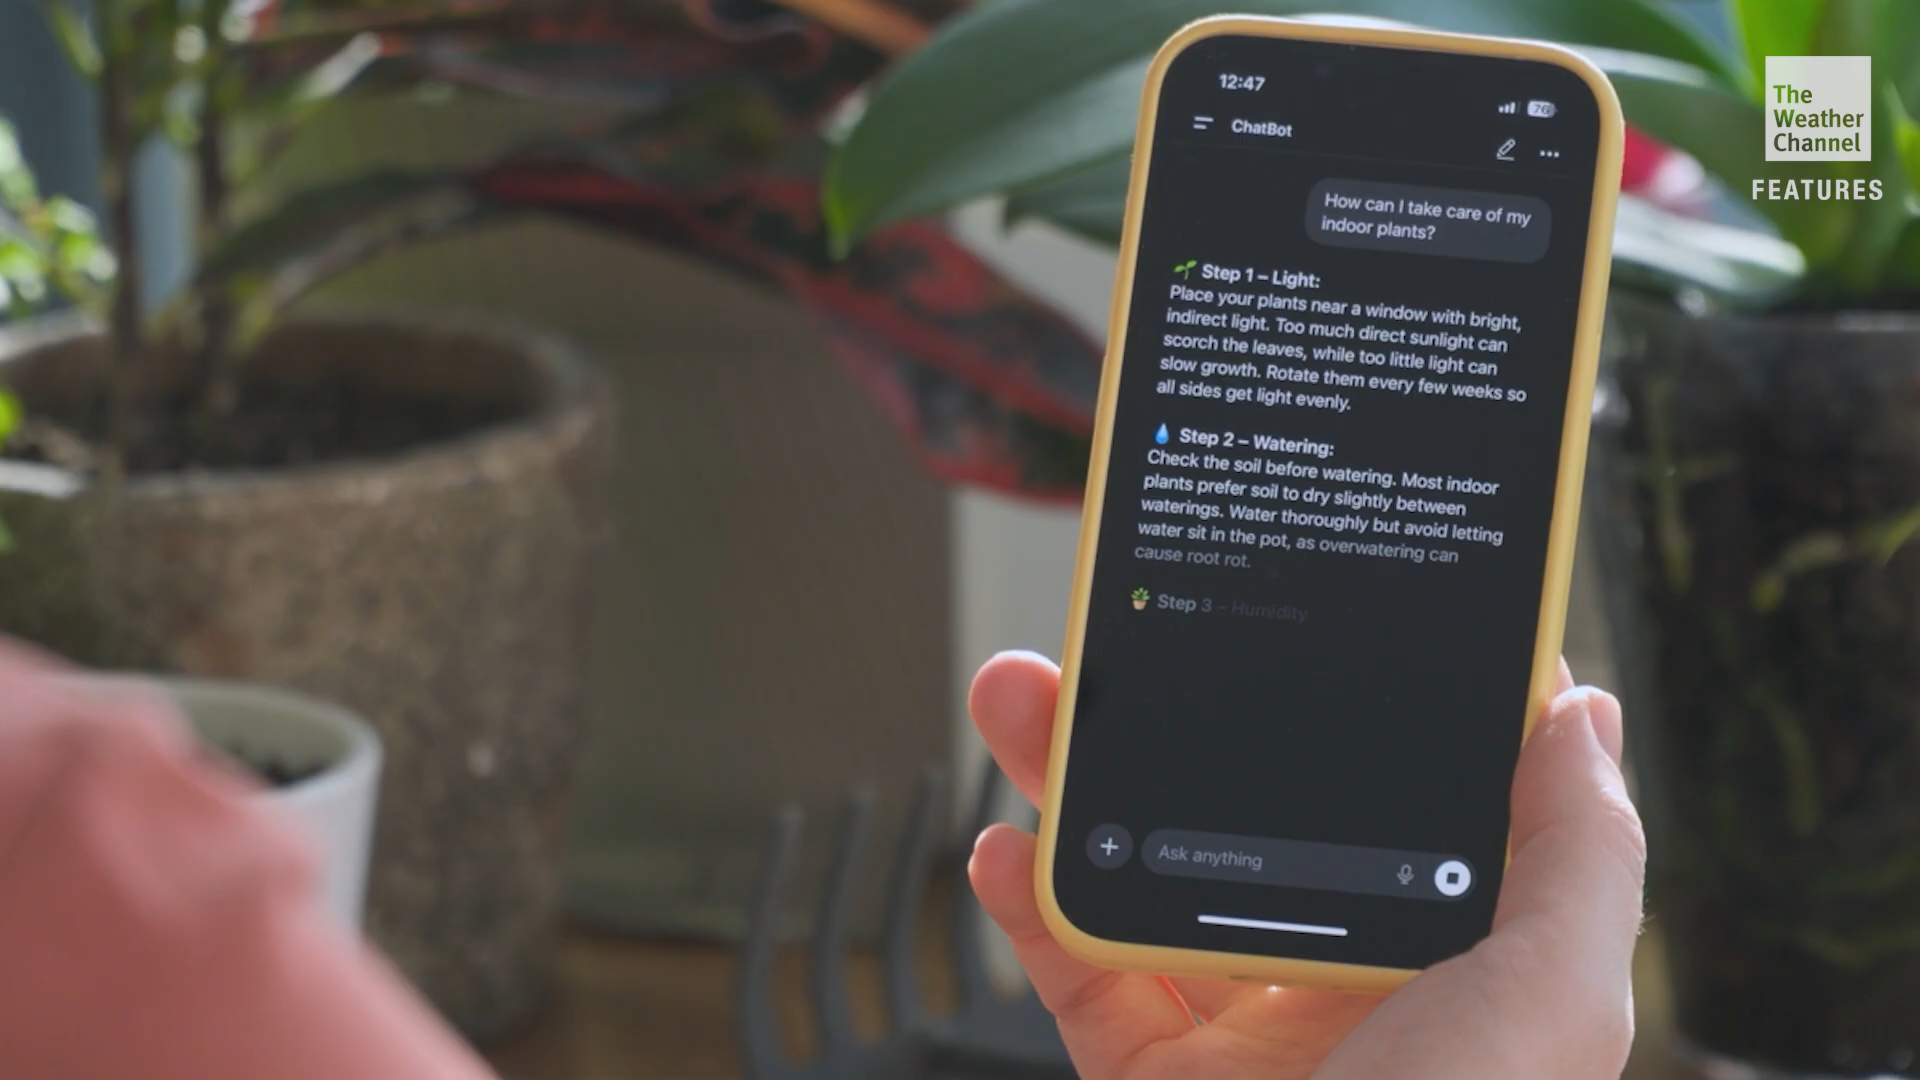 The
Weather
Channel
FEATURES
12:47
76
ChatBot
How can I take care of my
indoor plants?
Step 1 – Light:
Place your plants near a window with bright,
indirect light. Too much direct sunlight can
scorch the leaves, while too little light can
slow growth. Rotate them every few weeks so
all sides get light evenly.
Step 2 – Watering:
Check the soil before watering. Most indoor
plants prefer soil to dry slightly between
waterings. Water thoroughly but avoid letting
water sit in the pot, as overwatering can
cause root rot.
Step 3 – Humidity
Ask anything